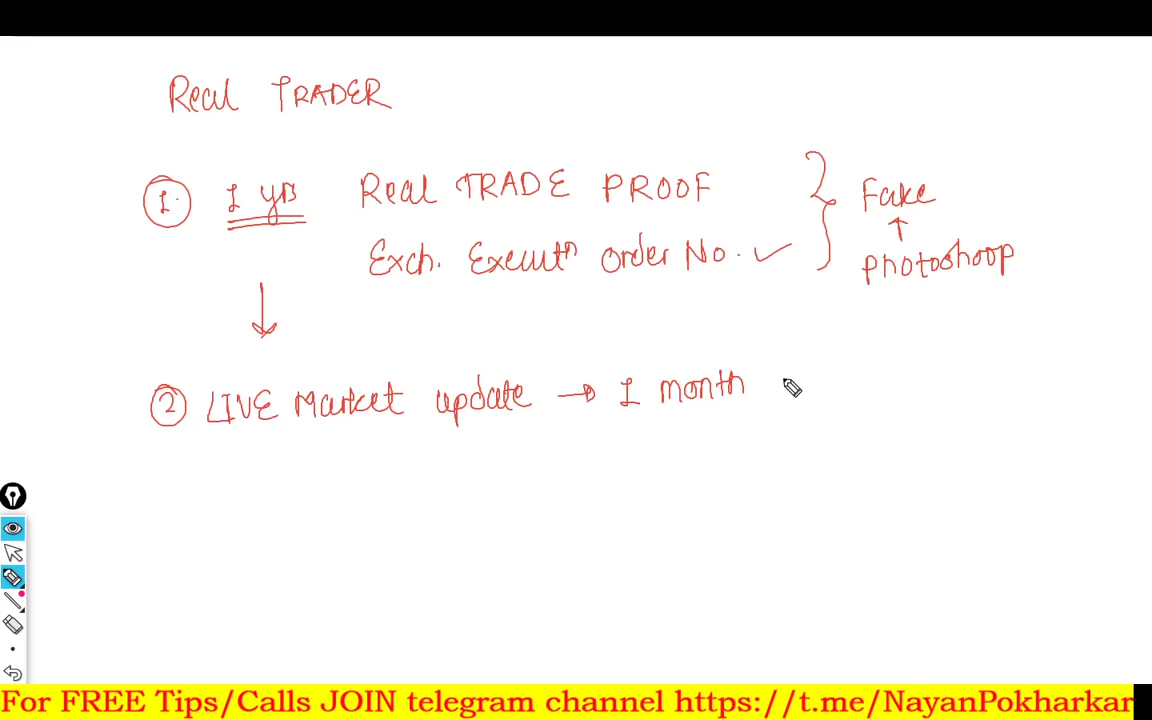 Real TRADER
1. 1 yrs Real TRADE PROOF } Fake
↑
Exch. Executn Order No. ✓ photoshoop
↓
2 LIVE Market update → 1 month
For FREE Tips/Calls JOIN telegram channel https://t.me/NayanPokharkar